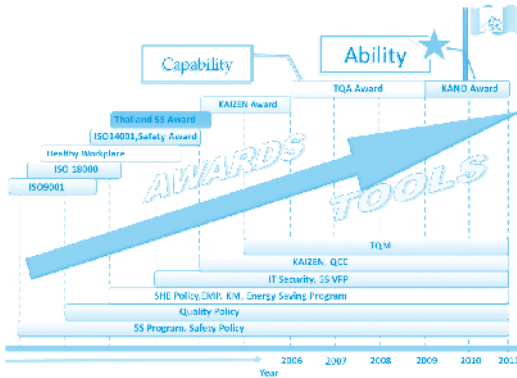 Capability
Ability
TQA Award
KANO Award
KAIZEN Award
Thailand 5S Award
ISO14001,Safety Award
Healthy Workplace
ISO 18000
ISO9001
AWARDS
TOOLS
TQM
KAIZEN, QCC
IT Security, 5S VFP
SHE Policy,EMP, KM, Energy Saving Program
Quality Policy
5S Program, Safety Policy
2006 2007 2008 2009 2010 2011
Year